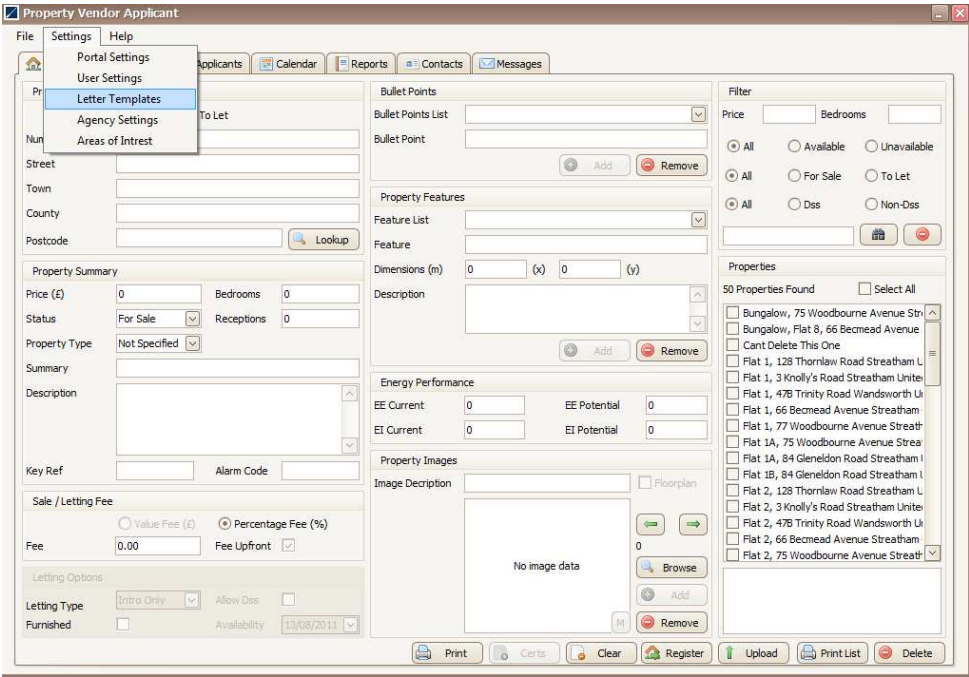 Property Vendor Applicant
File Settings Help
Portal Settings
User Settings
Letter Templates
Agency Settings
Areas of Intrest
Applicants Calendar Reports Contacts Messages
To Let
Street
Town
County
Postcode Lookup
Property Summary
Price (£) 0 Bedrooms 0
Status For Sale Receptions 0
Property Type Not Specified
Summary
Description
Key Ref Alarm Code
Sale / Letting Fee
Value Fee (£) Percentage Fee (%)
Fee 0.00 Fee Upfront
Letting Options
Letting Type Intro Only Allow Dss
Furnished Availability 13/08/2011
Bullet Points
Bullet Points List
Bullet Point
Add Remove
Property Features
Feature List
Feature
Dimensions (m) 0 (x) 0 (y)
Description
Add Remove
Energy Performance
EE Current 0 EE Potential 0
EI Current 0 EI Potential 0
Property Images
Image Decription Floorplan
0
No image data Browse
Add
M Remove
Filter
Price Bedrooms
All Available Unavailable
All For Sale To Let
All Dss Non-Dss
Properties
50 Properties Found Select All
Bungalow, 75 Woodbourne Avenue Stre
Bungalow, Flat 8, 66 Becmead Avenue
Cant Delete This One
Flat 1, 128 Thornlaw Road Streatham U
Flat 1, 3 Knolly's Road Streatham Unite
Flat 1, 47B Trinity Road Wandsworth U
Flat 1, 66 Becmead Avenue Streatham
Flat 1, 77 Woodbourne Avenue Streath
Flat 1A, 75 Woodbourne Avenue Strea
Flat 1A, 84 Gleneldon Road Streatham
Flat 1B, 84 Gleneldon Road Streatham
Flat 2, 128 Thornlaw Road Streatham U
Flat 2, 3 Knolly's Road Streatham Unite
Flat 2, 47B Trinity Road Wandsworth U
Flat 2, 66 Becmead Avenue Streatham
Flat 2, 75 Woodbourne Avenue Streath
Print Certs Clear Register Upload Print List Delete